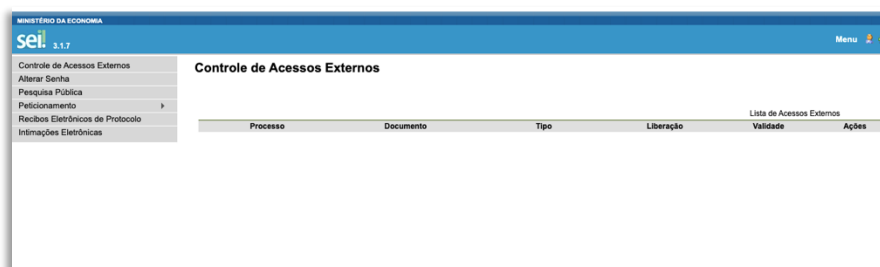 MINISTÉRIO DA ECONOMIA
sei! 3.1.7
Menu
Controle de Acessos Externos
Alterar Senha
Pesquisa Pública
Peticionamento
Recibos Eletrônicos de Protocolo
Intimações Eletrônicas
Controle de Acessos Externos
Lista de Acessos Externos
Processo Documento Tipo Liberação Validade Ações